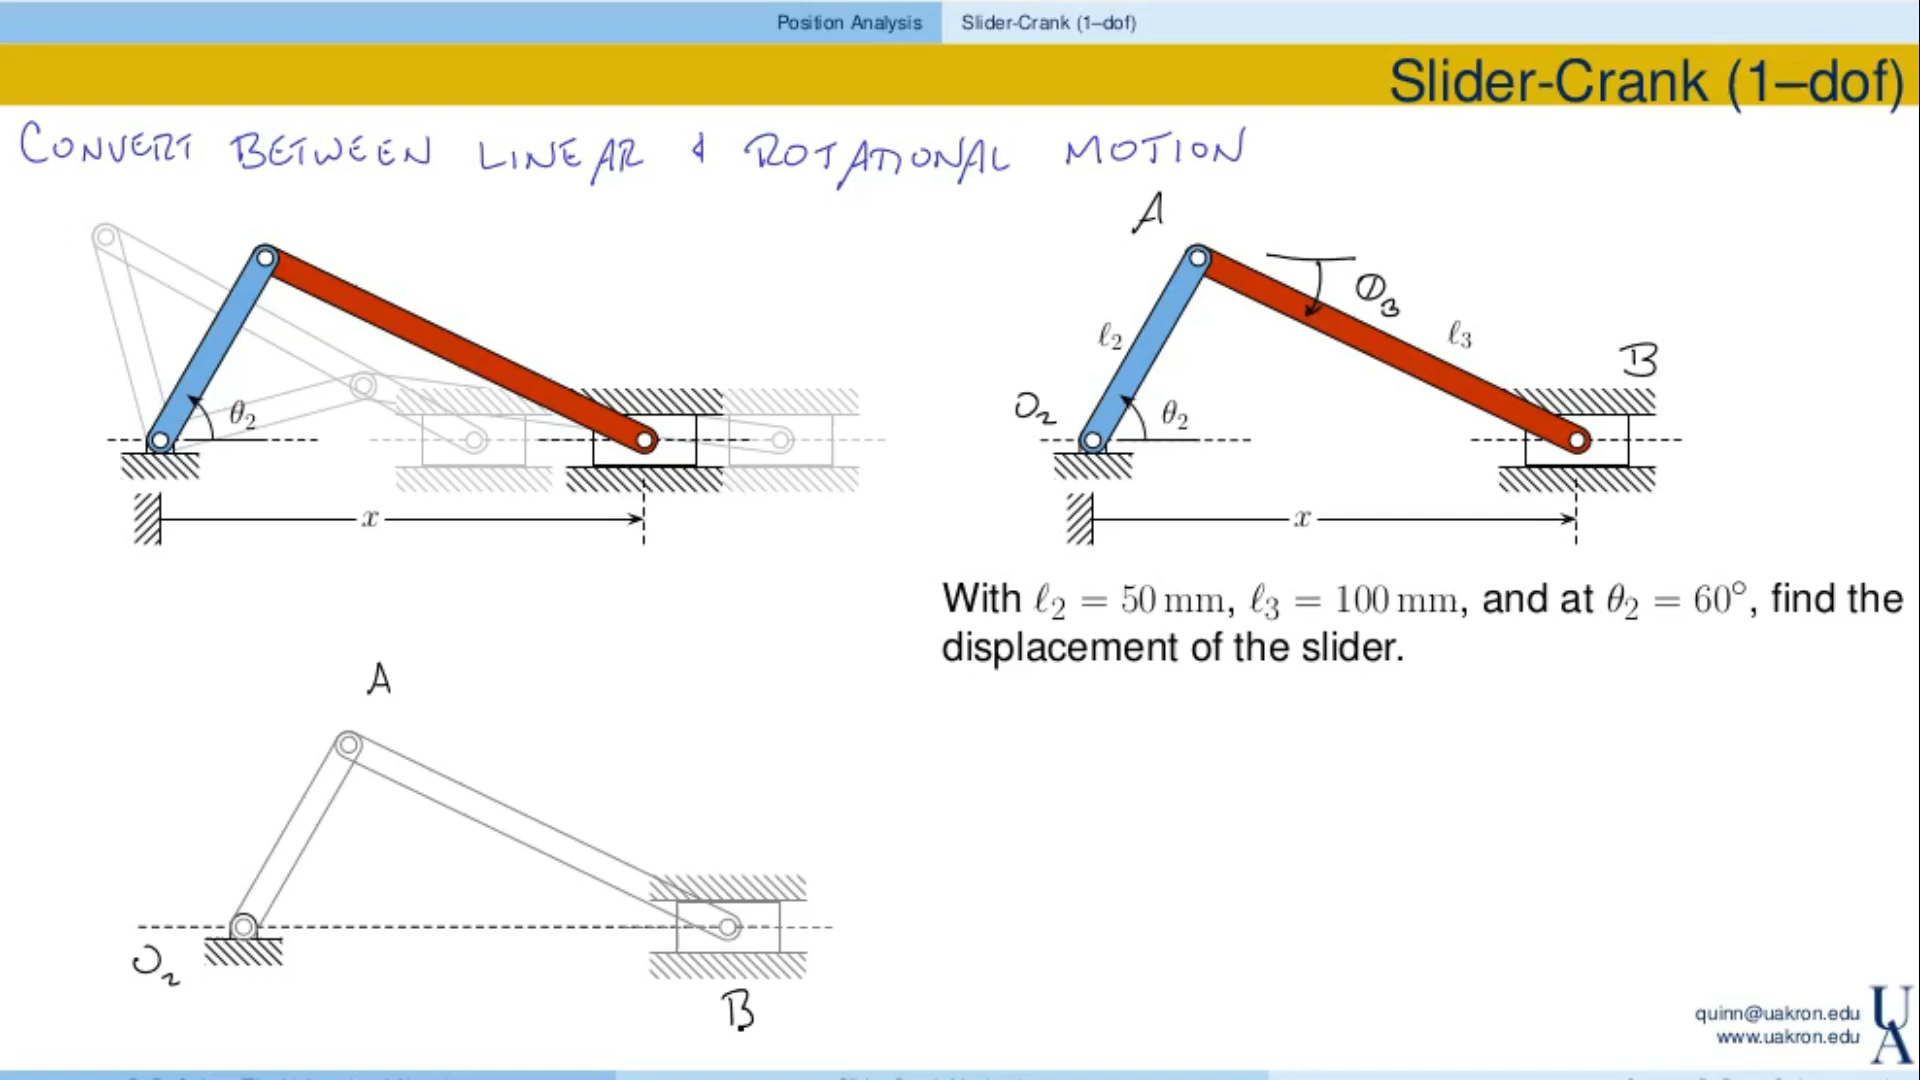 Position Analysis Slider-Crank (1–dof)
Slider-Crank (1–dof)
CONVERT BETWEEN LINEAR & ROTATIONAL MOTION
θ₂
x
A
Φ₃
ℓ₂
ℓ₃
B
O₂
θ₂
x
With ℓ₂ = 50 mm, ℓ₃ = 100 mm, and at θ₂ = 60°, find the
displacement of the slider.
A
O₂
B
quinn@uakron.edu
www.uakron.edu
UA